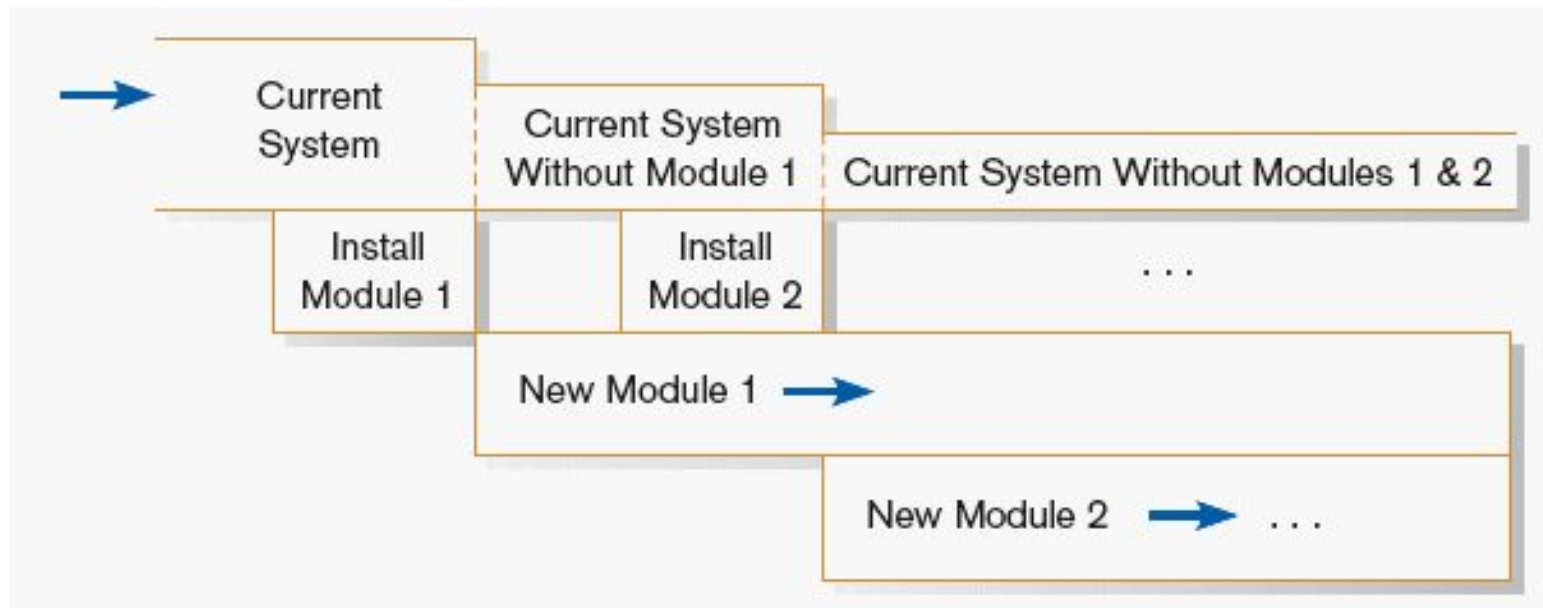 Current
System
Current System
Without Module 1
Current System Without Modules 1 & 2
Install
Module 1
Install
Module 2
. . .
New Module 1
New Module 2
. . .